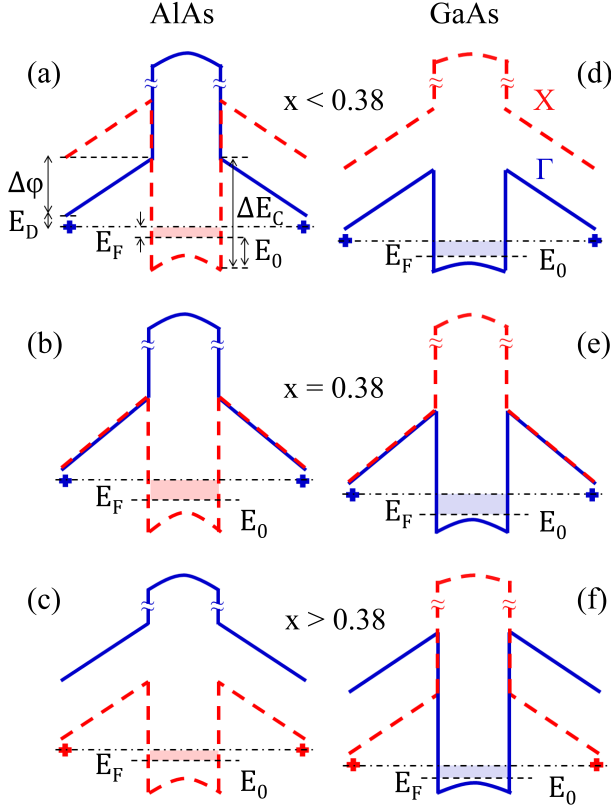 AlAs
GaAs
(a)
x < 0.38
(d)
X
Γ
Δφ
E_D
ΔE_C
E_F
E_0
E_F
E_0
(b)
x = 0.38
(e)
E_F
E_0
E_F
E_0
(c)
x > 0.38
(f)
E_F
E_0
E_F
E_0